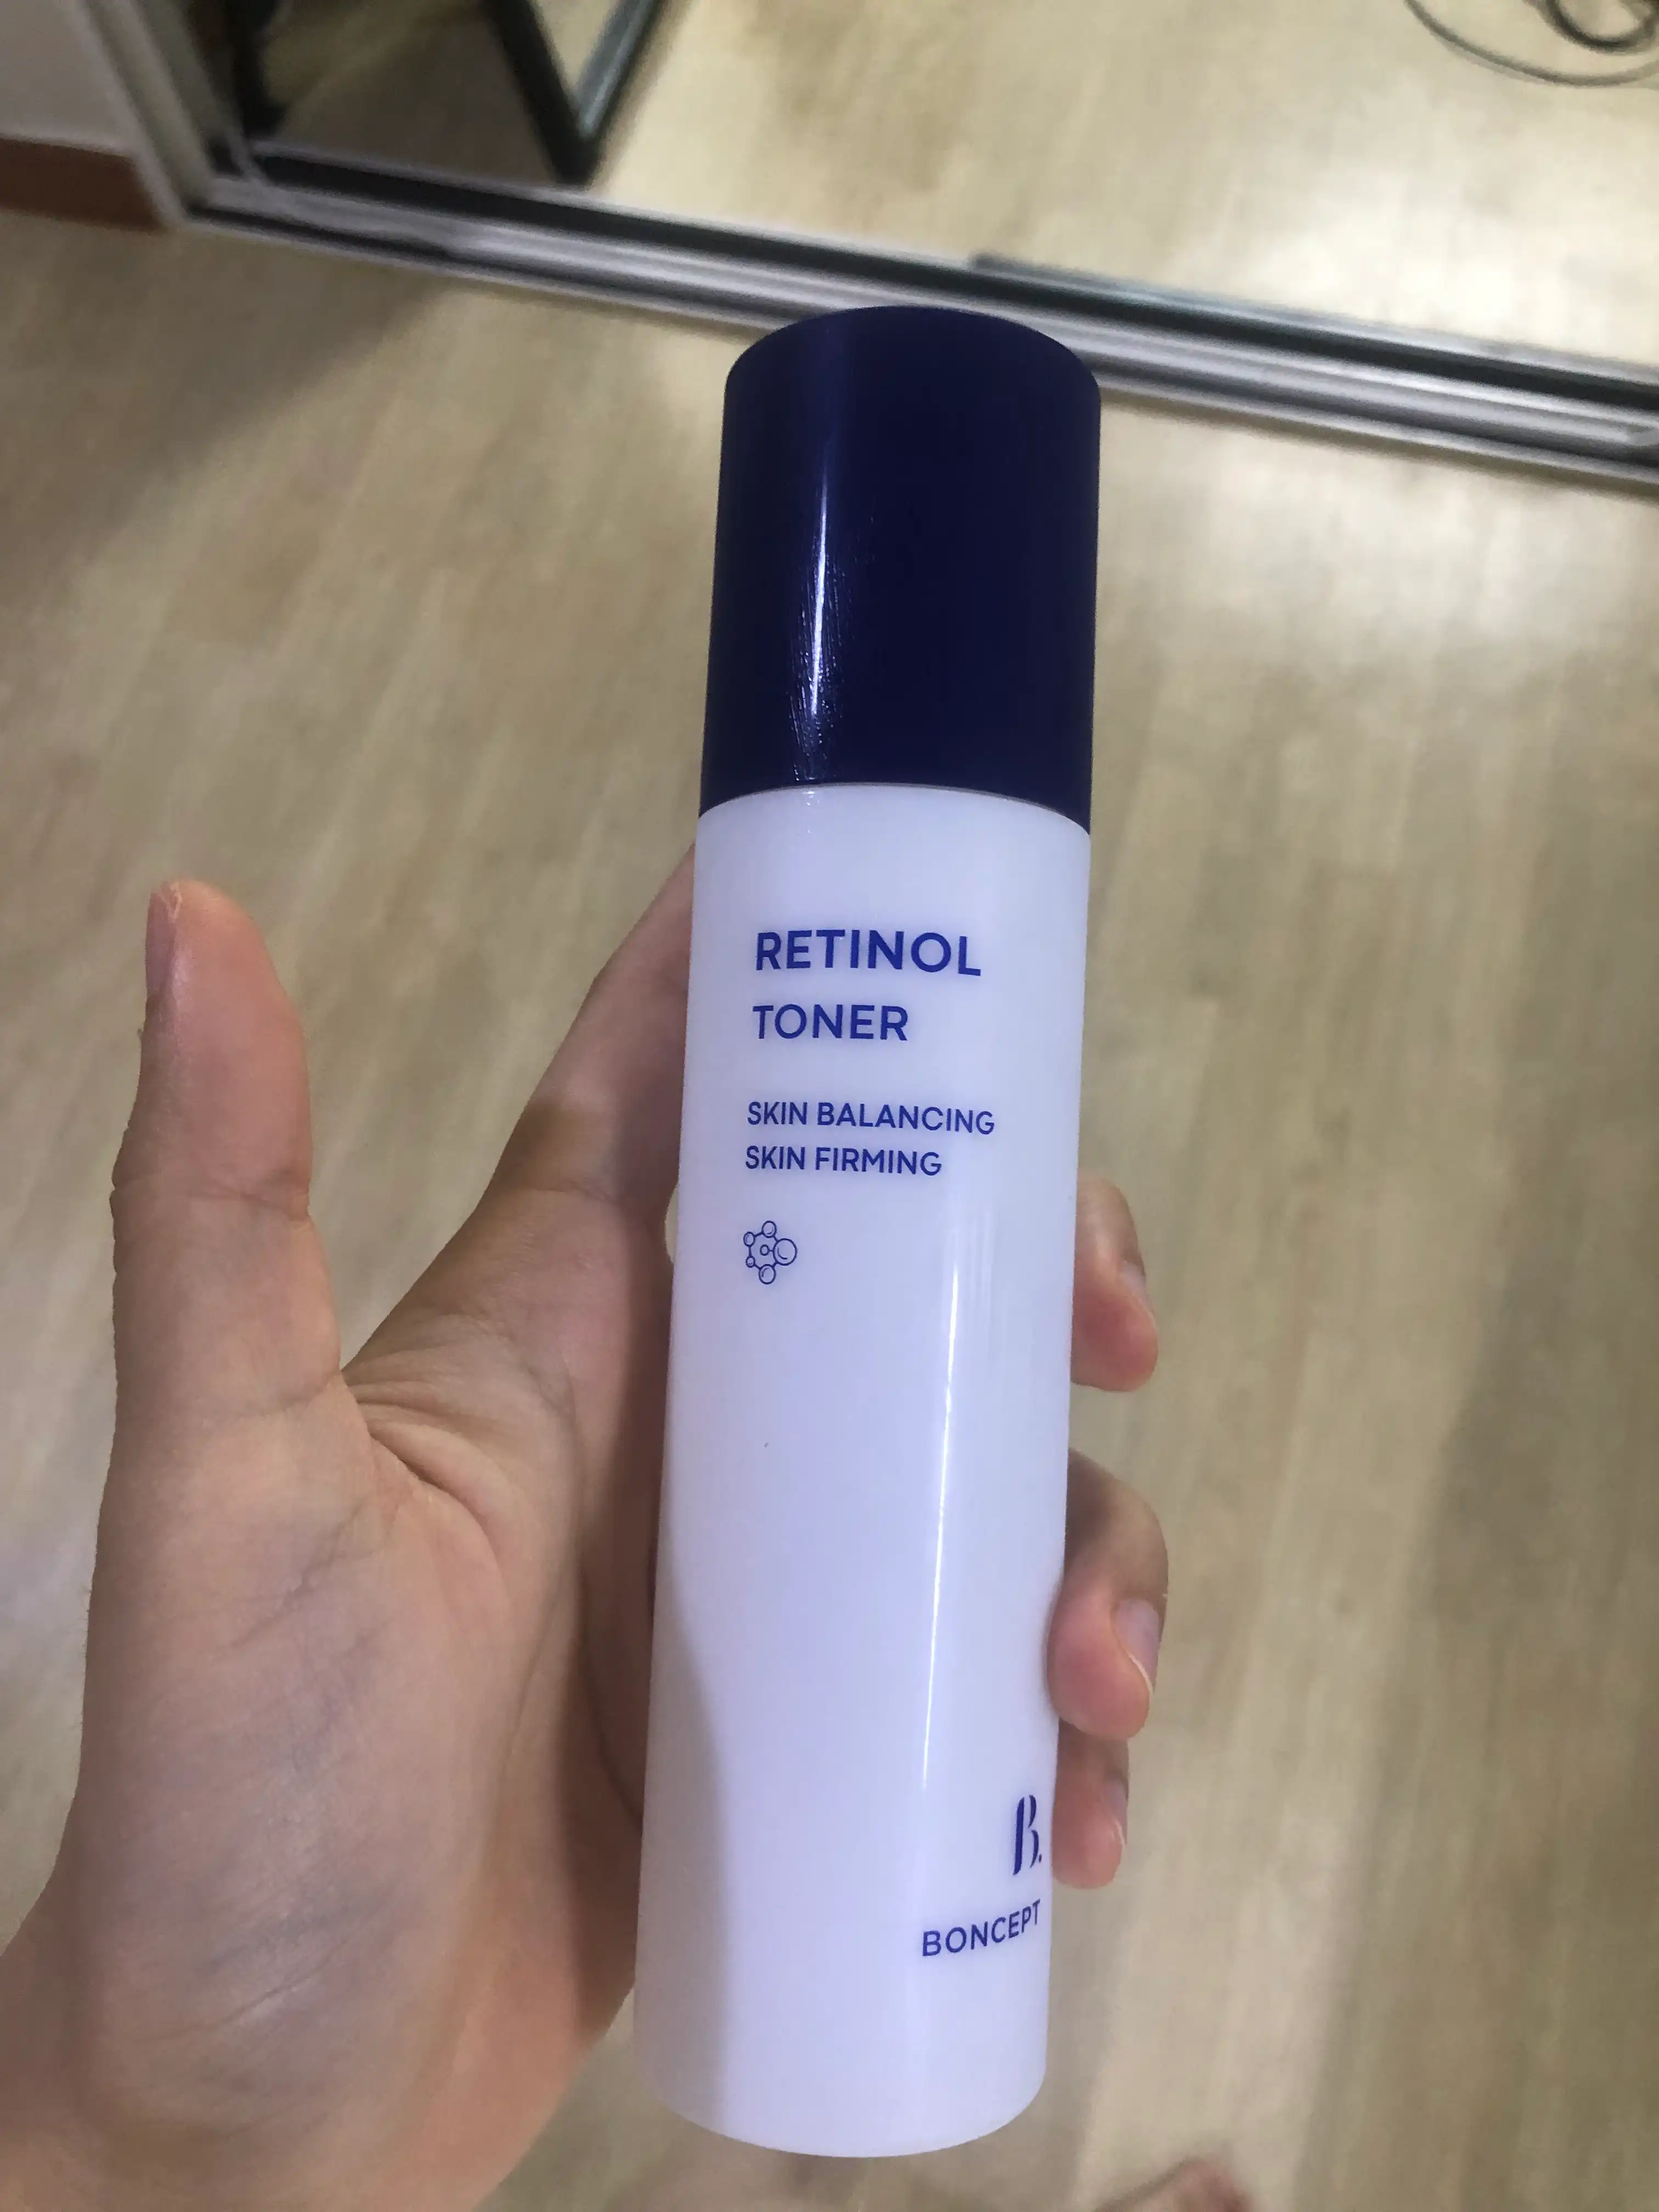 RETINOL
TONER
SKIN BALANCING
SKIN FIRMING
B.
BONCEPT